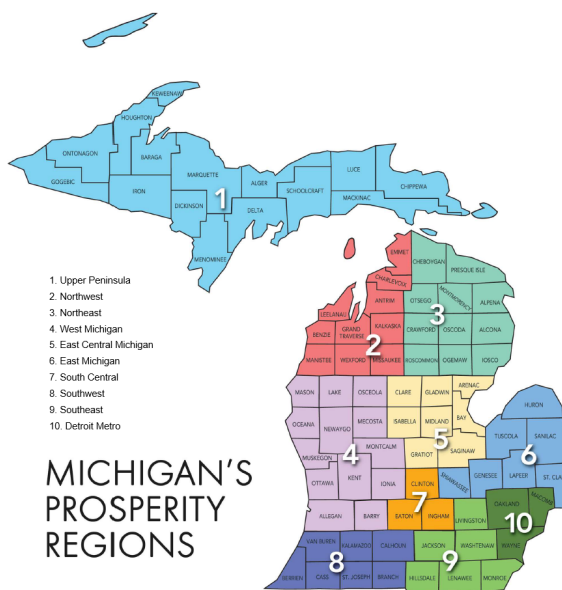 KEWEENAW
HOUGHTON
ONTONAGON
BARAGA
GOGEBIC
IRON
MARQUETTE
DICKINSON
MENOMINEE
1
ALGER
DELTA
SCHOOLCRAFT
LUCE
MACKINAC
CHIPPEWA
EMMET
CHEBOYGAN
PRESQUE ISLE
CHARLEVOIX
ANTRIM
OTSEGO
MONTMORENCY
ALPENA
LEELANAU
BENZIE
GRAND
TRAVERSE
KALKASKA
CRAWFORD
OSCODA
ALCONA
3
MANISTEE
WEXFORD
MISSAUKEE
2
ROSCOMMON
OGEMAW
IOSCO
1. Upper Peninsula
2. Northwest
3. Northeast
4. West Michigan
5. East Central Michigan
6. East Michigan
7. South Central
8. Southwest
9. Southeast
10. Detroit Metro
MASON
LAKE
OSCEOLA
CLARE
GLADWIN
ARENAC
OCEANA
NEWAYGO
MECOSTA
ISABELLA
MIDLAND
BAY
HURON
MUSKEGON
MONTCALM
GRATIOT
SAGINAW
TUSCOLA
SANILAC
4
5
6
OTTAWA
KENT
IONIA
CLINTON
SHIAWASSEE
GENESEE
LAPEER
ST. CLA
ALLEGAN
BARRY
EATON
INGHAM
7
LIVINGSTON
OAKLAND
MACOMB
10
VAN BUREN
KALAMAZOO
CALHOUN
JACKSON
WASHTENAW
WAYNE
8
9
BERRIEN
CASS
ST. JOSEPH
BRANCH
HILLSDALE
LENAWEE
MONROE
MICHIGAN'S
PROSPERITY
REGIONS